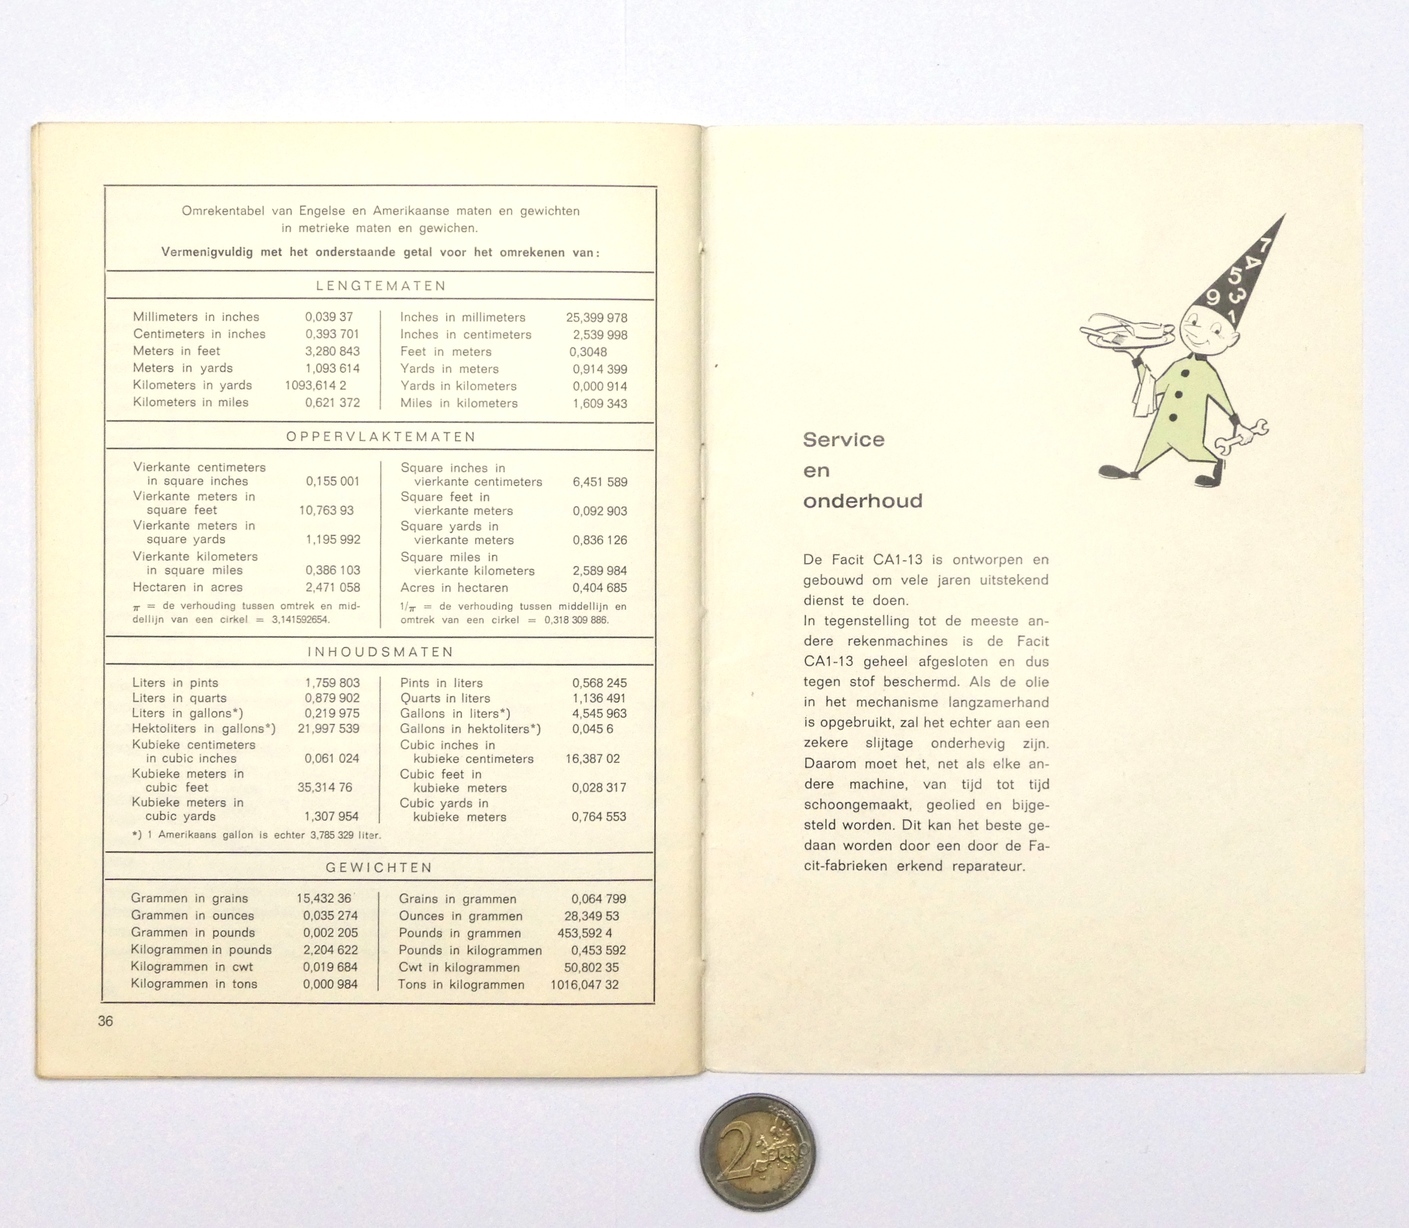 Omrekentabel van Engelse en Amerikaanse maten en gewichten
in metrieke maten en gewichen.
Vermenigvuldig met het onderstaande getal voor het omrekenen van:
LENGTEMATEN
Millimeters in inches 0,039 37 Inches in millimeters 25,399 978
Centimeters in inches 0,393 701 Inches in centimeters 2,539 998
Meters in feet 3,280 843 Feet in meters 0,3048
Meters in yards 1,093 614 Yards in meters 0,914 399
Kilometers in yards 1093,614 2 Yards in kilometers 0,000 914
Kilometers in miles 0,621 372 Miles in kilometers 1,609 343
OPPERVLAKTEMATEN
Vierkante centimeters Square inches in
in square inches 0,155 001 vierkante centimeters 6,451 589
Vierkante meters in Square feet in
square feet 10,763 93 vierkante meters 0,092 903
Vierkante meters in Square yards in
square yards 1,195 992 vierkante meters 0,836 126
Vierkante kilometers Square miles in
in square miles 0,386 103 vierkante kilometers 2,589 984
Hectaren in acres 2,471 058 Acres in hectaren 0,404 685
π = de verhouding tussen omtrek en mid- 1/π = de verhouding tussen middellijn en
dellijn van een cirkel = 3,141592654. omtrek van een cirkel = 0,318 309 886.
INHOUDSMATEN
Liters in pints 1,759 803 Pints in liters 0,568 245
Liters in quarts 0,879 902 Quarts in liters 1,136 491
Liters in gallons*) 0,219 975 Gallons in liters*) 4,545 963
Hektoliters in gallons*) 21,997 539 Gallons in hektoliters*) 0,045 6
Kubieke centimeters Cubic inches in
in cubic inches 0,061 024 kubieke centimeters 16,387 02
Kubieke meters in Cubic feet in
cubic feet 35,314 76 kubieke meters 0,028 317
Kubieke meters in Cubic yards in
cubic yards 1,307 954 kubieke meters 0,764 553
*) 1 Amerikaans gallon is echter 3,785 329 liter.
GEWICHTEN
Grammen in grains 15,432 36 Grains in grammen 0,064 799
Grammen in ounces 0,035 274 Ounces in grammen 28,349 53
Grammen in pounds 0,002 205 Pounds in grammen 453,592 4
Kilogrammen in pounds 2,204 622 Pounds in kilogrammen 0,453 592
Kilogrammen in cwt 0,019 684 Cwt in kilogrammen 50,802 35
Kilogrammen in tons 0,000 984 Tons in kilogrammen 1016,047 32
36
7
4
5
3
9
1
Service
en
onderhoud
De Facit CA1-13 is ontworpen en
gebouwd om vele jaren uitstekend
dienst te doen.
In tegenstelling tot de meeste an-
dere rekenmachines is de Facit
CA1-13 geheel afgesloten en dus
tegen stof beschermd. Als de olie
in het mechanisme langzamerhand
is opgebruikt, zal het echter aan een
zekere slijtage onderhevig zijn.
Daarom moet het, net als elke an-
dere machine, van tijd tot tijd
schoongemaakt, geolied en bijge-
steld worden. Dit kan het beste ge-
daan worden door een door de Fa-
cit-fabrieken erkend reparateur.
2 EURO